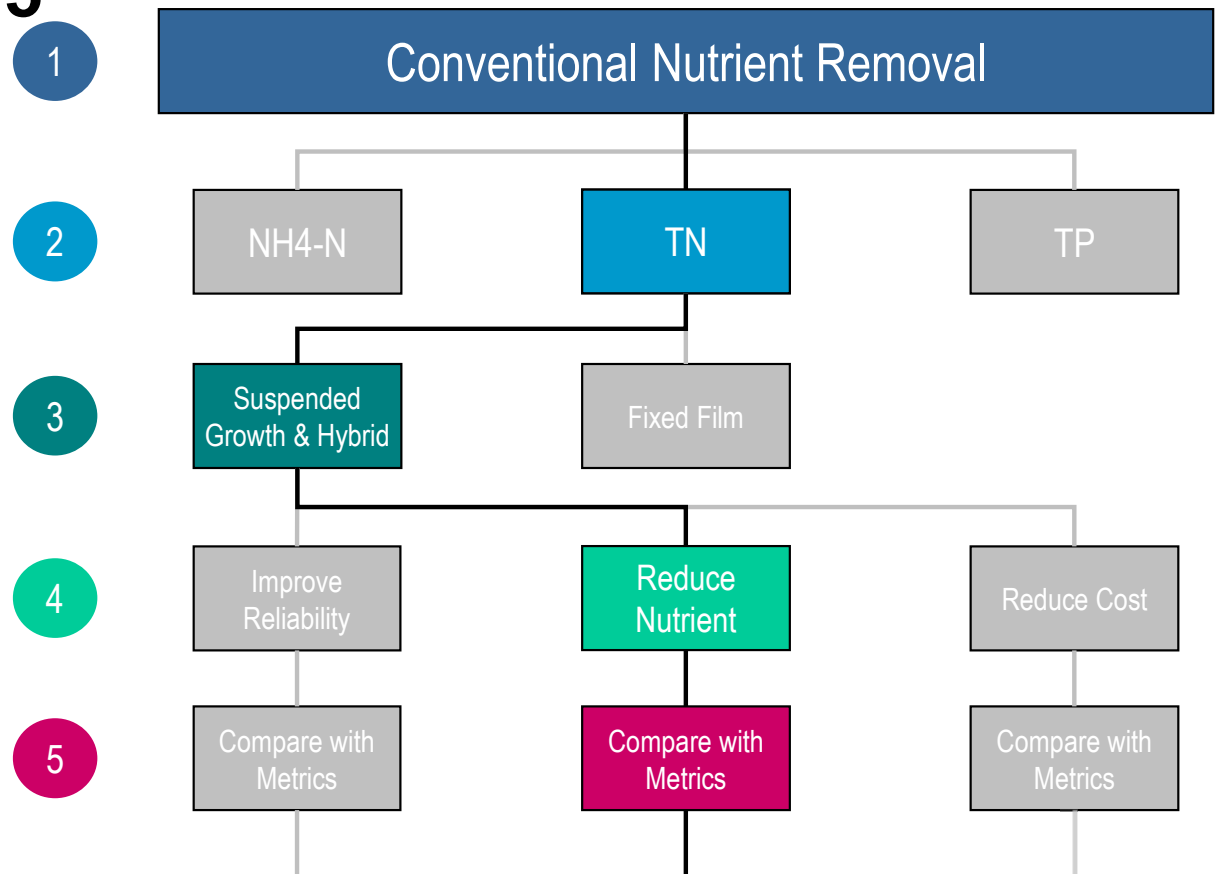 1
Conventional Nutrient Removal
2
NH4-N
TN
TP
3
Suspended
Growth & Hybrid
Fixed Film
4
Improve
Reliability
Reduce
Nutrient
Reduce Cost
5
Compare with
Metrics
Compare with
Metrics
Compare with
Metrics